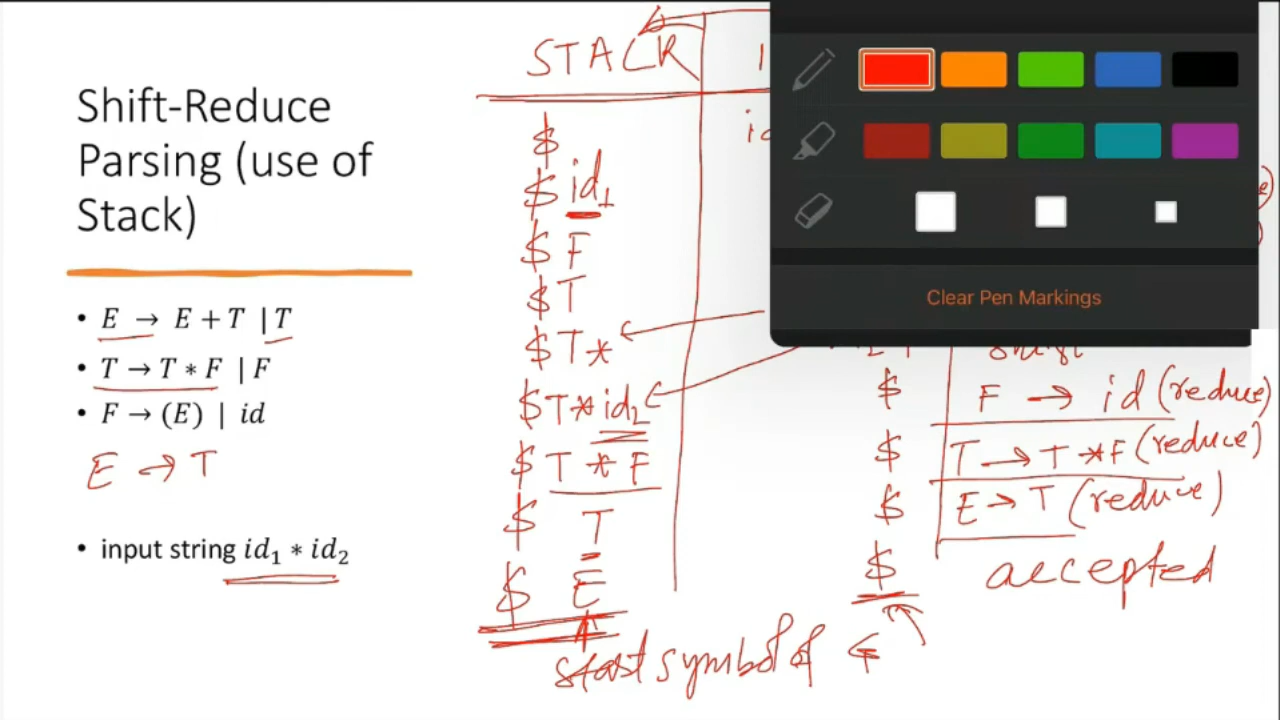 Shift-Reduce
Parsing (use of
Stack)
• E → E + T | T
• T → T * F | F
• F → (E) | id
E → T
• input string id₁ * id₂
STACK
$
$ id₁
$ F
$ T
$ T *
$ T * id₂
$ T * F
$ T
$ E
start symbol of G
Clear Pen Markings
$ F → id (reduce)
$ T → T * F (reduce)
$ E → T (reduce)
$ accepted